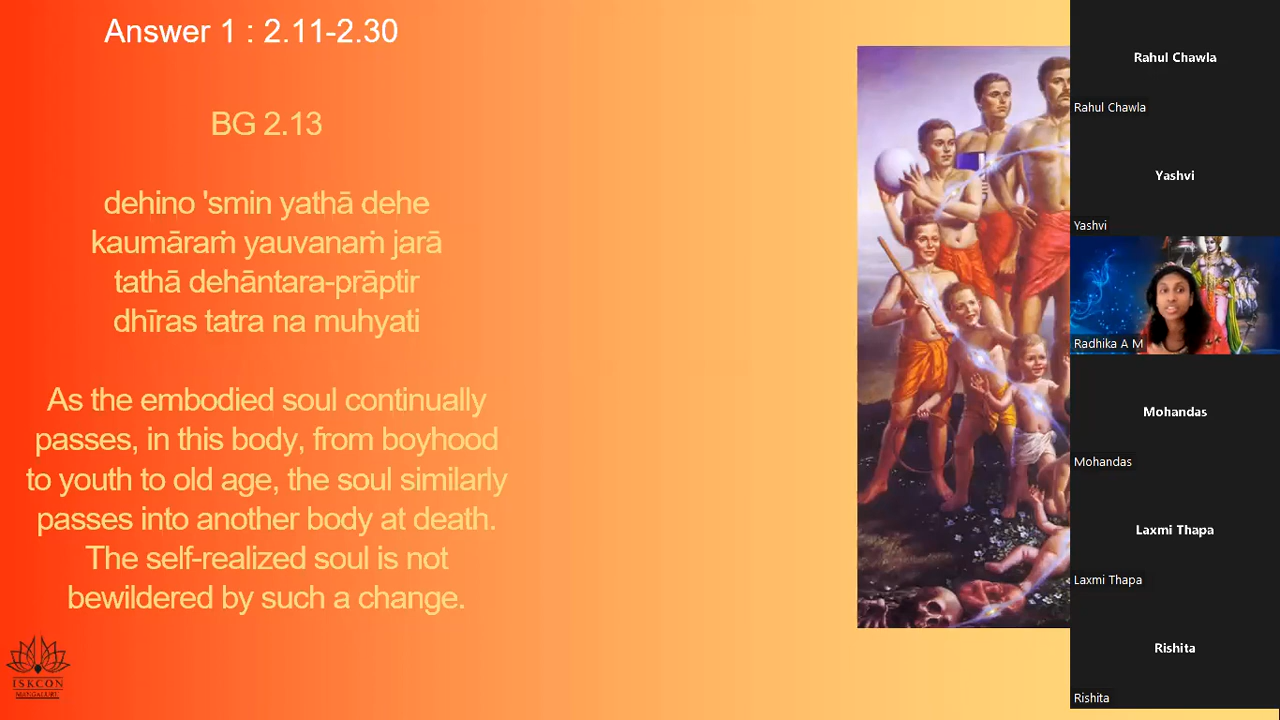 Answer 1 : 2.11-2.30
BG 2.13
dehino 'smin yathā dehe
kaumāraṁ yauvanaṁ jarā
tathā dehāntara-prāptir
dhīras tatra na muhyati
As the embodied soul continually
passes, in this body, from boyhood
to youth to old age, the soul similarly
passes into another body at death.
The self-realized soul is not
bewildered by such a change.
ISKCON
MANGALURU
Rahul Chawla
Rahul Chawla
Yashvi
Yashvi
Radhika A M
Mohandas
Mohandas
Laxmi Thapa
Laxmi Thapa
Rishita
Rishita